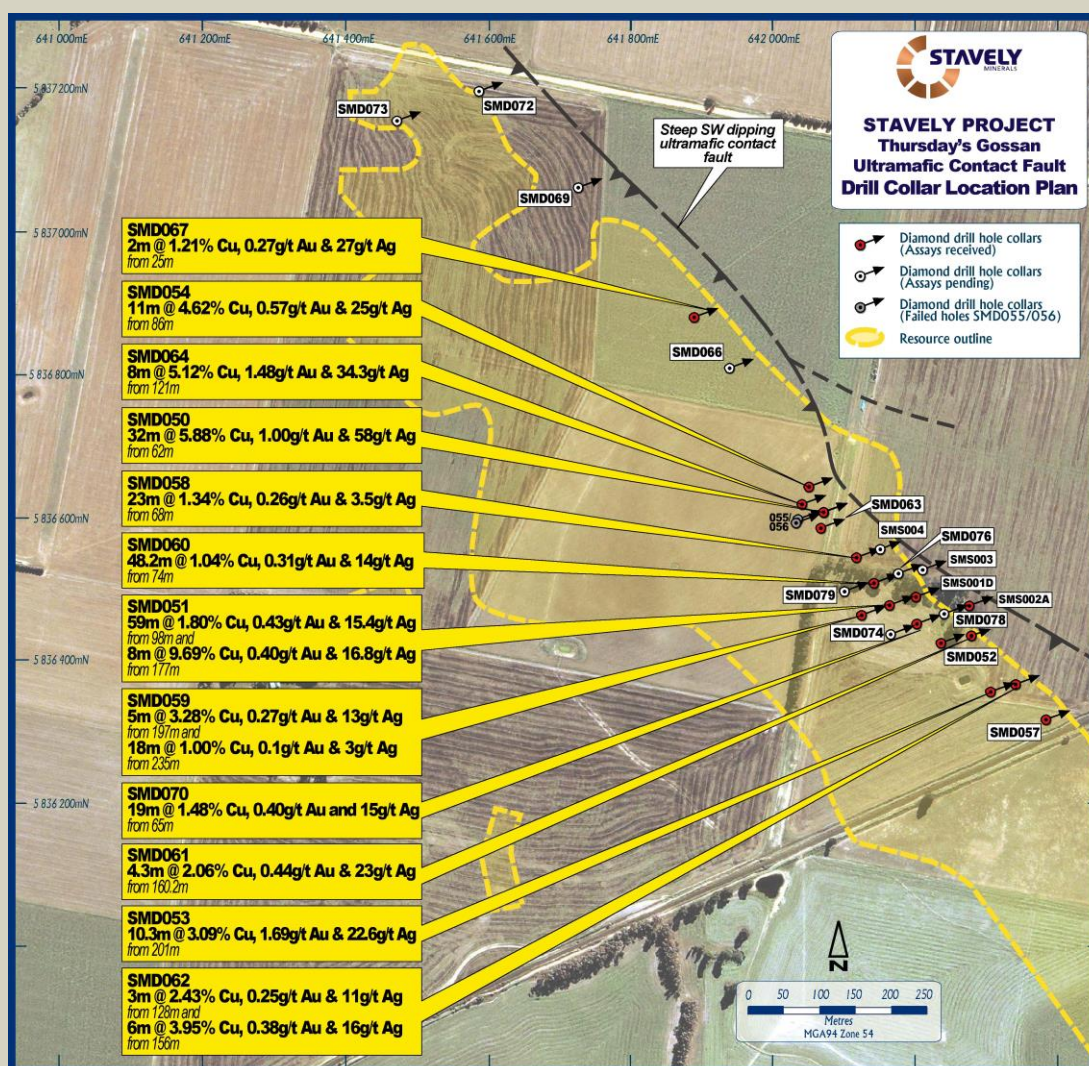 641 000mE
641 200mE
641 400mE
641 600mE
641 800mE
642 000mE
5 837 200mN
5 837 000mN
5 836 800mN
5 836 600mN
5 836 400mN
5 836 200mN
STAVELY
MINERALS
STAVELY PROJECT
Thursday's Gossan
Ultramafic Contact Fault
Drill Collar Location Plan
Diamond drill hole collars
(Assays received)
Diamond drill hole collars
(Assays pending)
Diamond drill hole collars
(Failed holes SMD055/056)
Resource outline
SMD073
SMD072
Steep SW dipping
ultramafic contact
fault
SMD069
SMD067
2m @ 1.21% Cu, 0.27g/t Au & 27g/t Ag
from 25m
SMD054
11m @ 4.62% Cu, 0.57g/t Au & 25g/t Ag
from 86m
SMD064
8m @ 5.12% Cu, 1.48g/t Au & 34.3g/t Ag
from 121m
SMD050
32m @ 5.88% Cu, 1.00g/t Au & 58g/t Ag
from 62m
SMD058
23m @ 1.34% Cu, 0.26g/t Au & 3.5g/t Ag
from 68m
SMD060
48.2m @ 1.04% Cu, 0.31g/t Au & 14g/t Ag
from 74m
SMD051
59m @ 1.80% Cu, 0.43g/t Au & 15.4g/t Ag
from 98m and
8m @ 9.69% Cu, 0.40g/t Au & 16.8g/t Ag
from 177m
SMD059
5m @ 3.28% Cu, 0.27g/t Au & 13g/t Ag
from 197m and
18m @ 1.00% Cu, 0.1g/t Au & 3g/t Ag
from 235m
SMD070
19m @ 1.48% Cu, 0.40g/t Au and 15g/t Ag
from 65m
SMD061
4.3m @ 2.06% Cu, 0.44g/t Au & 23g/t Ag
from 160.2m
SMD053
10.3m @ 3.09% Cu, 1.69g/t Au & 22.6g/t Ag
from 201m
SMD062
3m @ 2.43% Cu, 0.25g/t Au & 11g/t Ag
from 128m and
6m @ 3.95% Cu, 0.38g/t Au & 16g/t Ag
from 156m
SMD066
055/
056
SMD063
SMS004
SMD076
SMS003
SMD079
SMS001D
SMS002A
SMD078
SMD074
SMD052
SMD057
N
0 50 100 150 200 250
Metres
MGA94 Zone 54